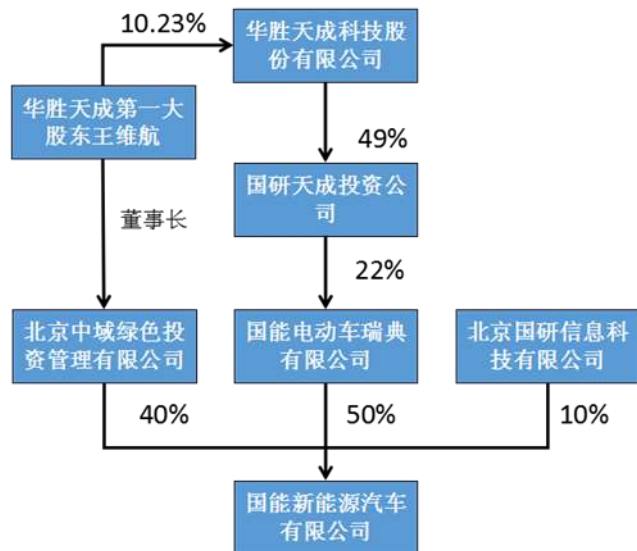 10.23%
华胜天成科技股
份有限公司
华胜天成第一大
股东王维航
49%
国研天成投资公
司
董事长
22%
北京中域绿色投
资管理有限公司
国能电动车瑞典
有限公司
北京国研信息科
技有限公司
40%
50%
10%
国能新能源汽车
有限公司